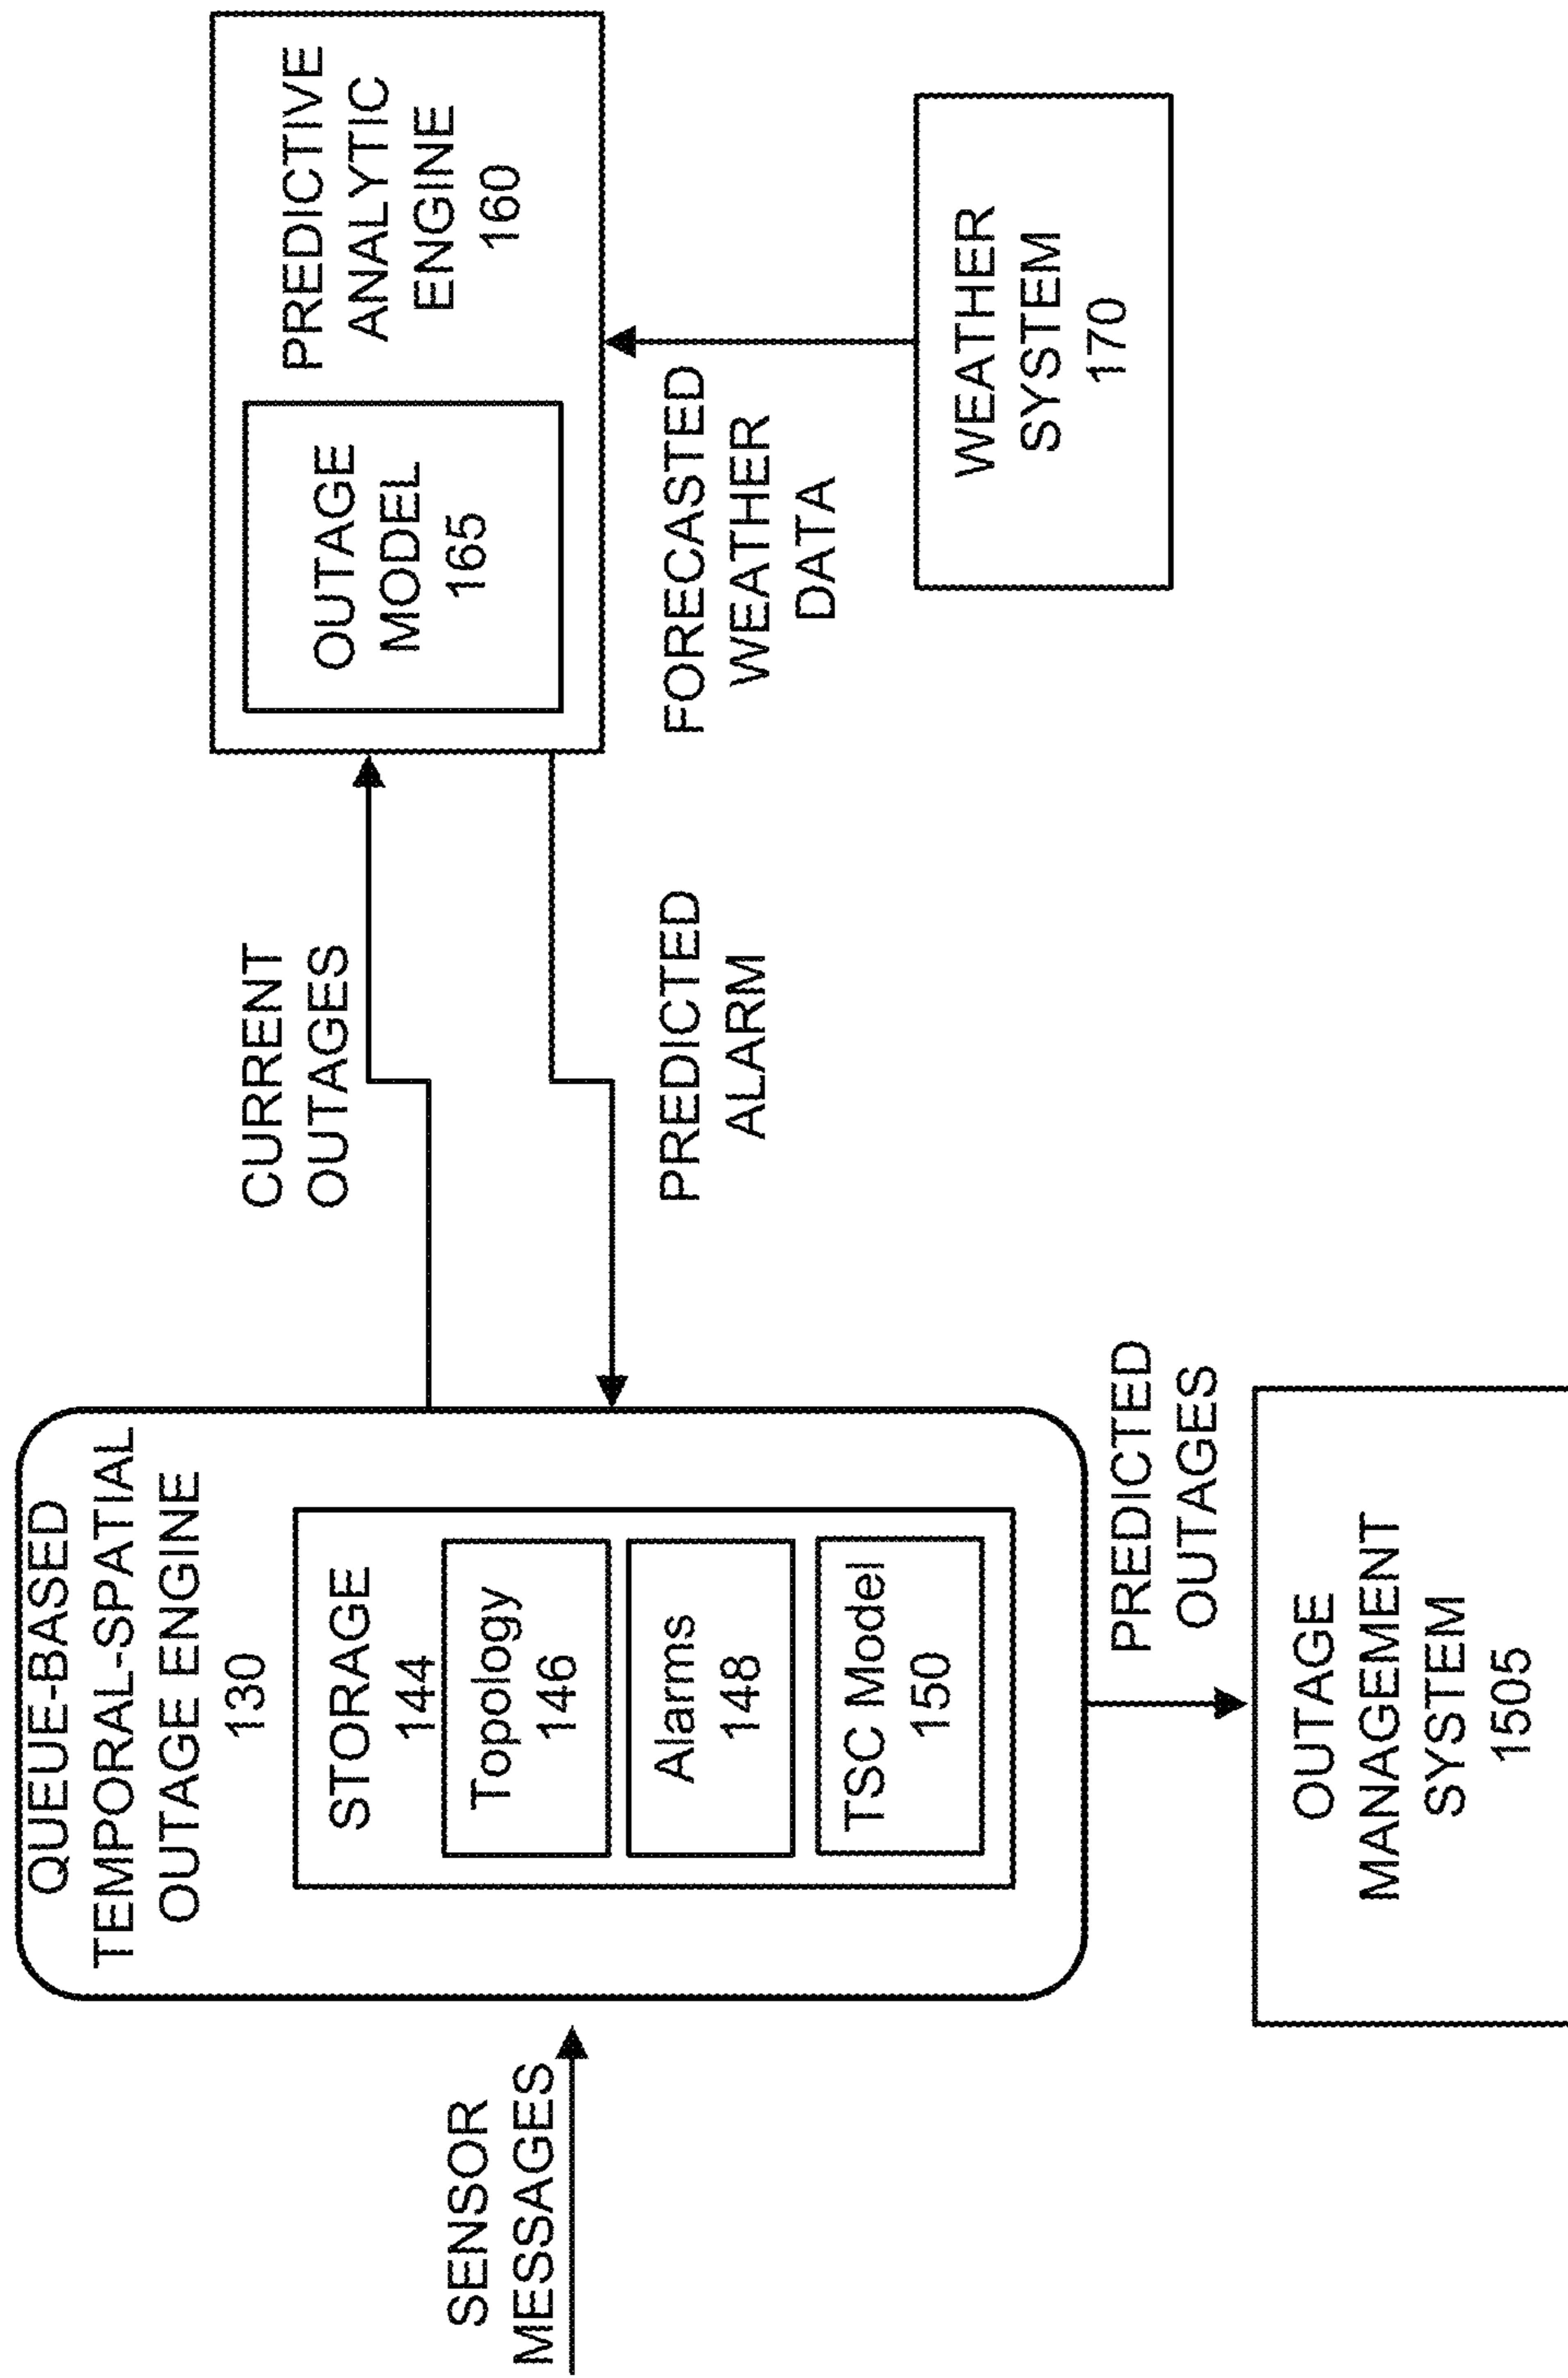 SENSOR
MESSAGES
QUEUE-BASED
TEMPORAL-SPATIAL
OUTAGE ENGINE
130
STORAGE
144
Topology
146
Alarms
148
TSC Model
150
CURRENT
OUTAGES
PREDICTED
ALARM
PREDICTED
OUTAGES
OUTAGE
MANAGEMENT
SYSTEM
1505
PREDICTIVE
ANALYTIC
ENGINE
160
OUTAGE
MODEL
165
FORECASTED
WEATHER
DATA
WEATHER
SYSTEM
170